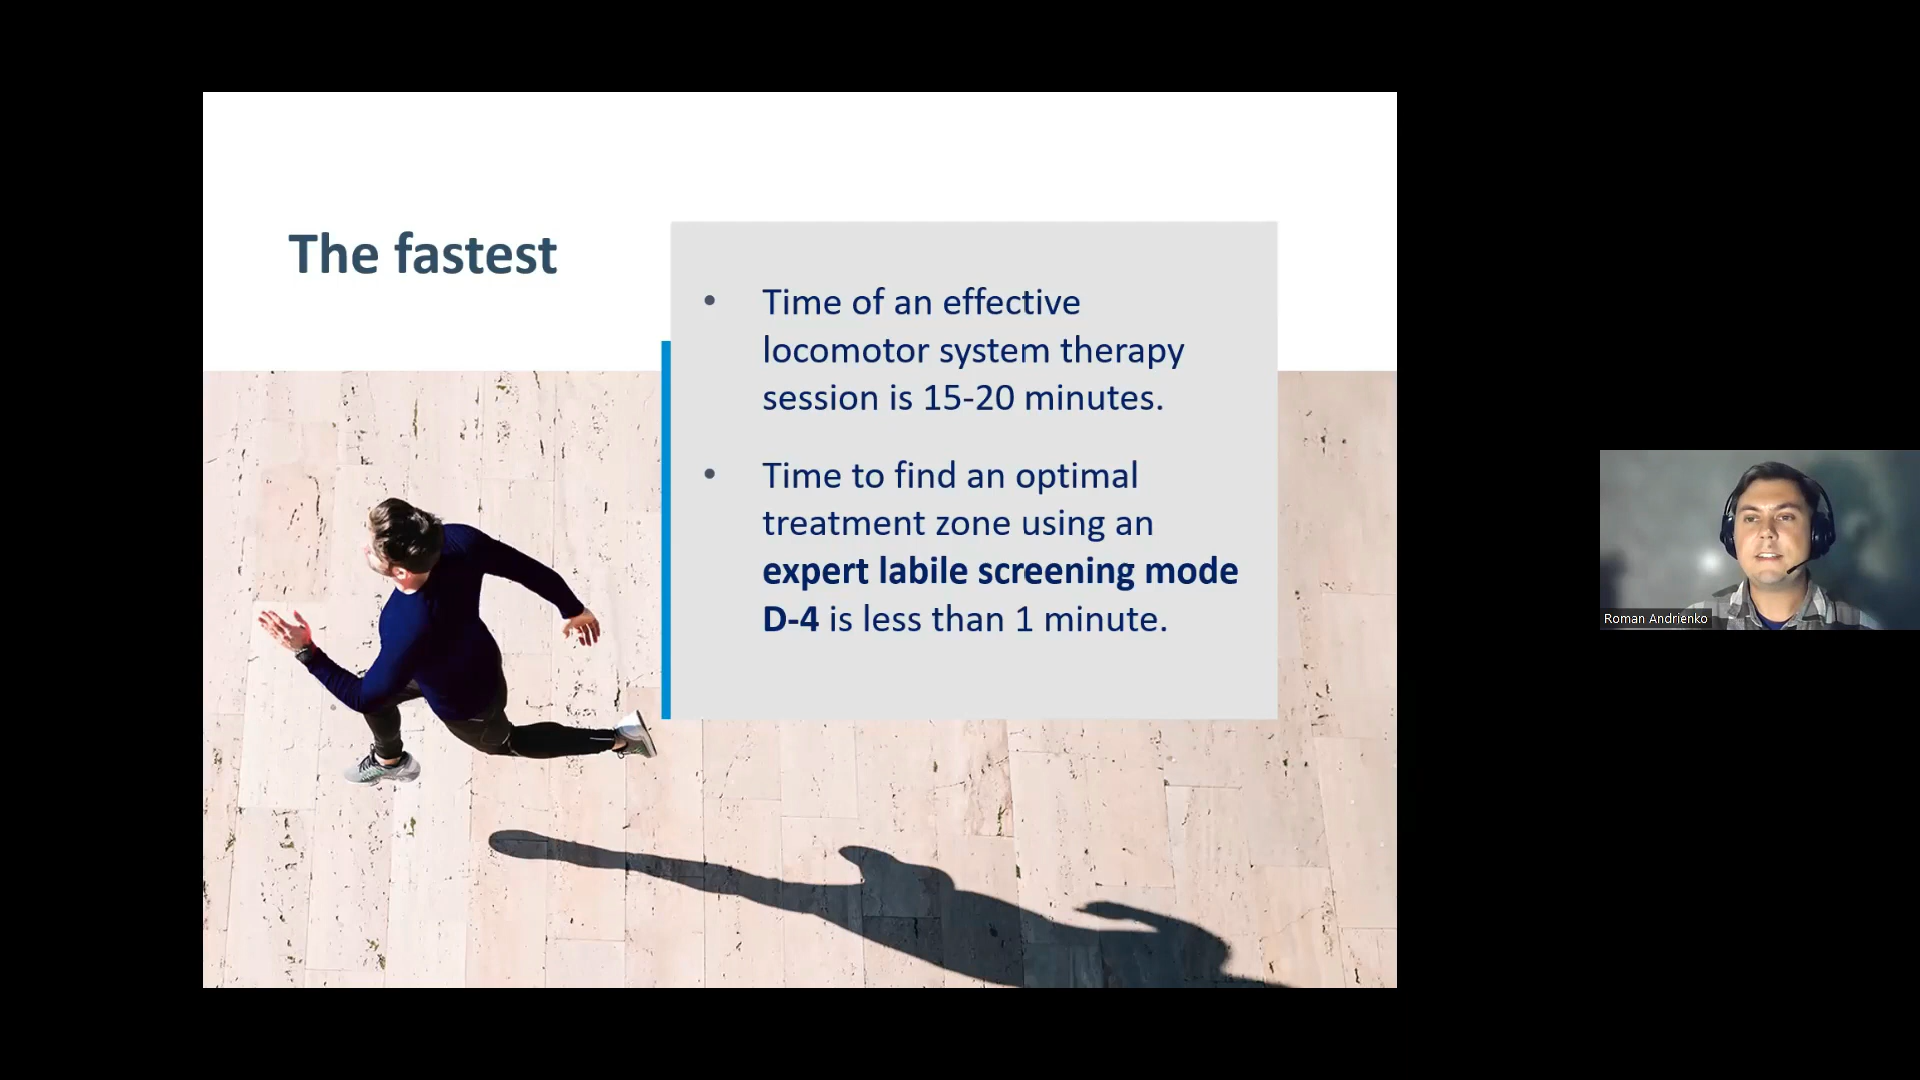 The fastest
• Time of an effective
locomotor system therapy
session is 15-20 minutes.
• Time to find an optimal
treatment zone using an
expert labile screening mode
D-4 is less than 1 minute.
Roman Andrienko